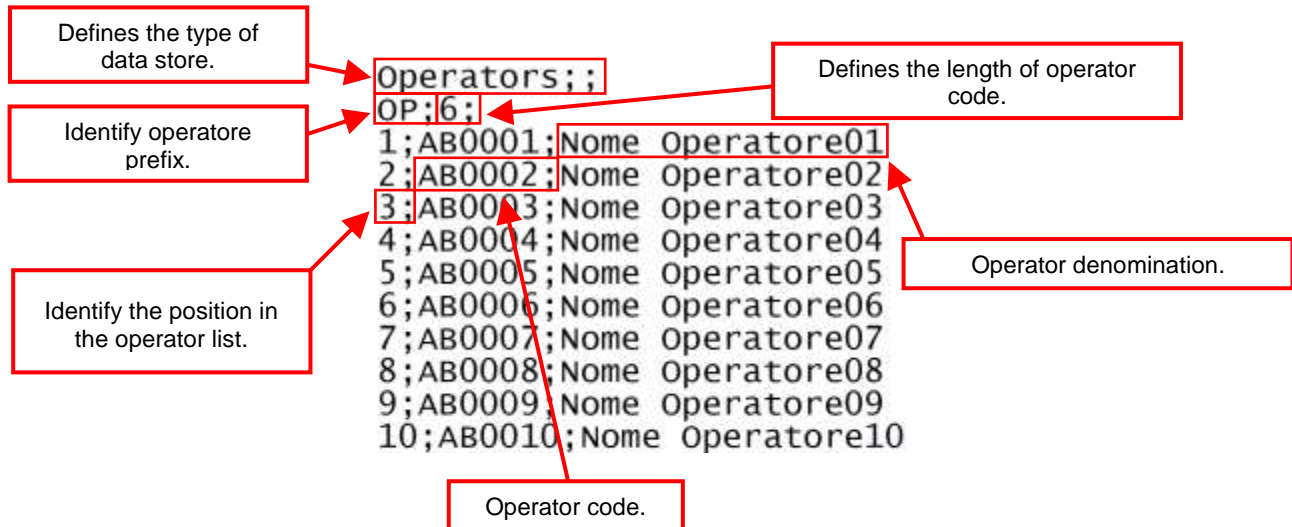 Defines the type of
data store.
Identify operatore
prefix.
Identify the position in
the operator list.
Operators;;
OP;6;
1;AB0001;Nome Operatore01
2;AB0002;Nome Operatore02
3;AB0003;Nome Operatore03
4;AB0004;Nome Operatore04
5;AB0005;Nome Operatore05
6;AB0006;Nome Operatore06
7;AB0007;Nome Operatore07
8;AB0008;Nome Operatore08
9;AB0009;Nome Operatore09
10;AB0010;Nome Operatore10
Defines the length of operator
code.
Operator denomination.
Operator code.